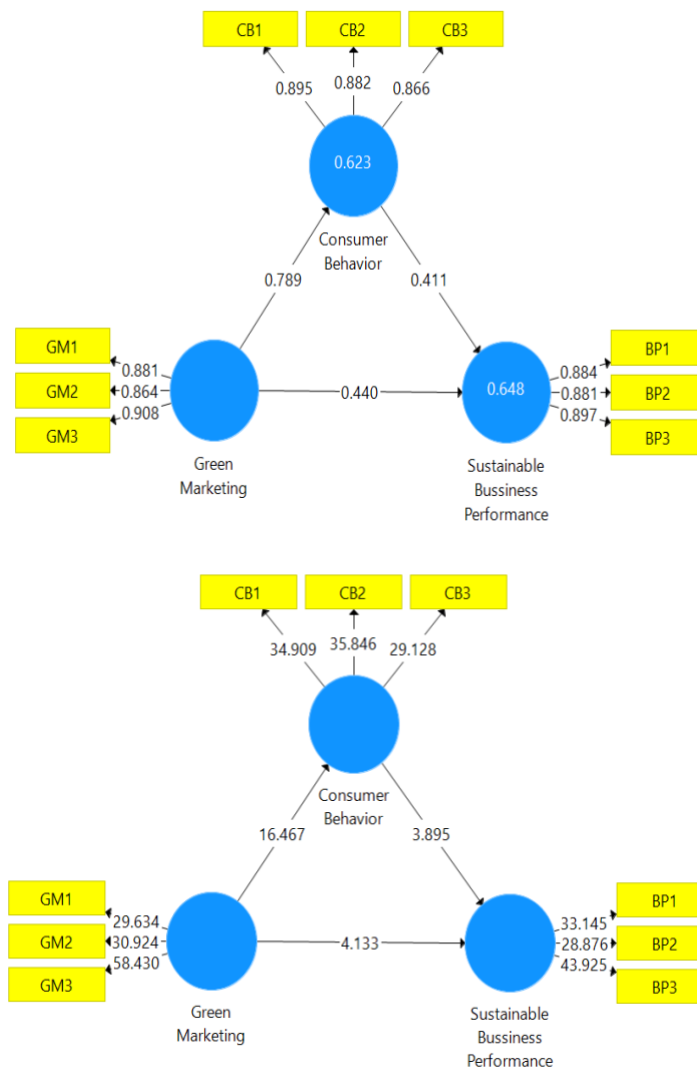 CB1 CB2 CB3
0.895 0.882 0.866
0.623
Consumer
Behavior
0.789 0.411
GM1
GM2
GM3
0.881
0.864
0.908
0.440
0.648
0.884
0.881
0.897
BP1
BP2
BP3
Green
Marketing
Sustainable
Bussiness
Performance
CB1 CB2 CB3
34.909 35.846 29.128
Consumer
Behavior
16.467 3.895
GM1
GM2
GM3
29.634
30.924
58.430
4.133
33.145
28.876
43.925
BP1
BP2
BP3
Green
Marketing
Sustainable
Bussiness
Performance